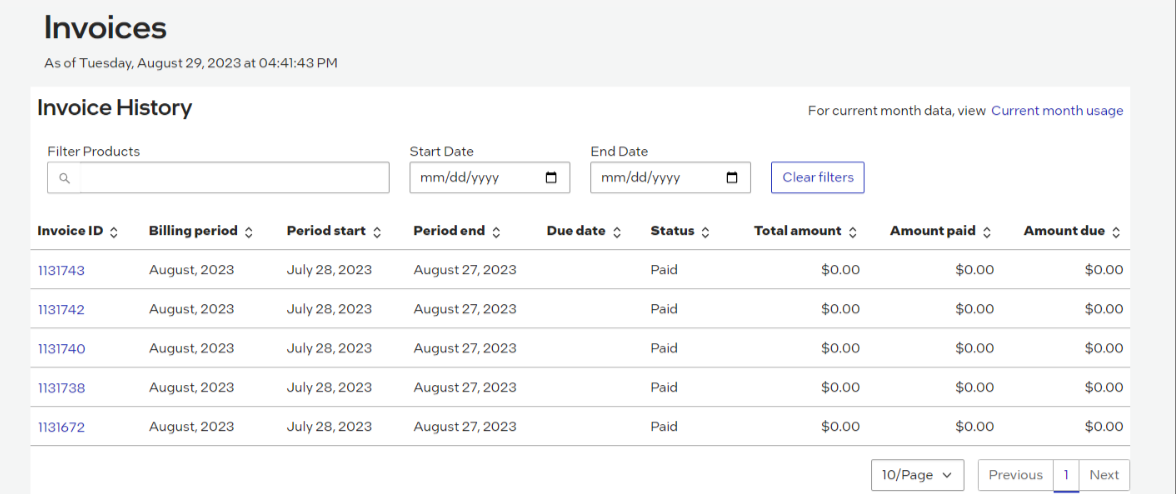 Invoices
As of Tuesday, August 29, 2023 at 04:41:43 PM
Invoice History
For current month data, view Current month usage
Filter Products Start Date End Date
mm/dd/yyyy mm/dd/yyyy Clear filters
Invoice ID Billing period Period start Period end Due date Status Total amount Amount paid Amount due
1131743 August, 2023 July 28, 2023 August 27, 2023 Paid $0.00 $0.00 $0.00
1131742 August, 2023 July 28, 2023 August 27, 2023 Paid $0.00 $0.00 $0.00
1131740 August, 2023 July 28, 2023 August 27, 2023 Paid $0.00 $0.00 $0.00
1131738 August, 2023 July 28, 2023 August 27, 2023 Paid $0.00 $0.00 $0.00
1131672 August, 2023 July 28, 2023 August 27, 2023 Paid $0.00 $0.00 $0.00
10/Page Previous 1 Next